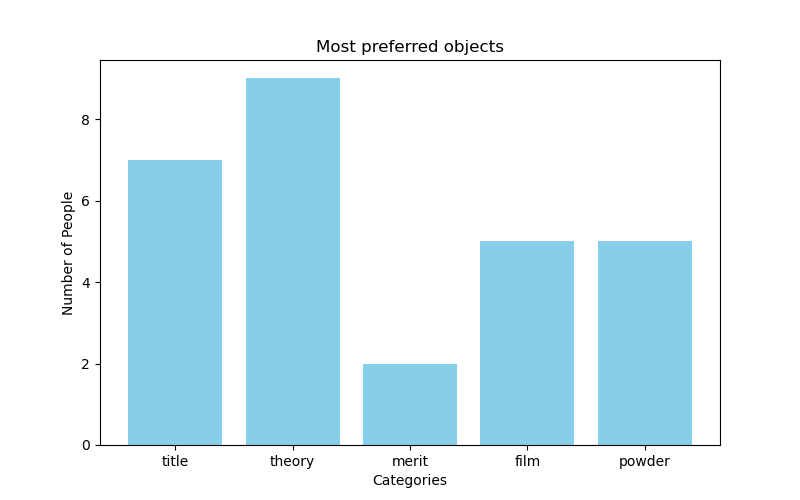 Most preferred objects
Number of People
8
6
4
2
0
title theory merit film powder
Categories